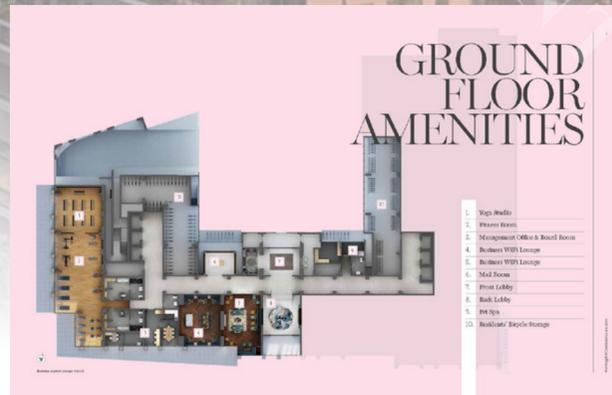 GROUND
FLOOR
AMENITIES
1. Yoga Studio
2. Fitness Room
3. Management Office & Board Room
4. Business WiFi Lounge
5. Business WiFi Lounge
6. Mail Room
7. Front Lobby
8. Back Lobby
9. Pet Spa
10. Residents' Bicycle Storage